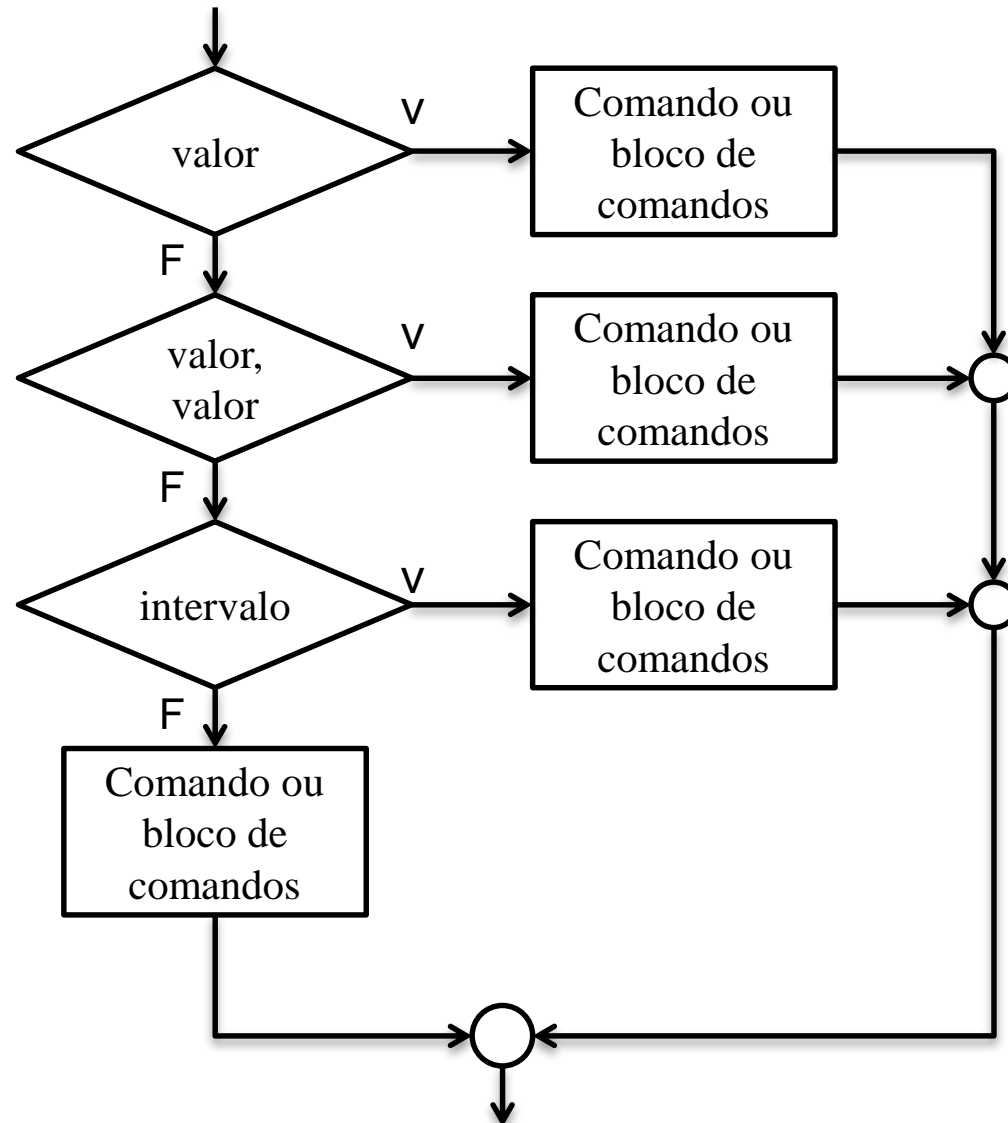 V
valor
Comando ou
bloco de
comandos
F
V
valor,
valor
Comando ou
bloco de
comandos
F
V
intervalo
Comando ou
bloco de
comandos
F
Comando ou
bloco de
comandos